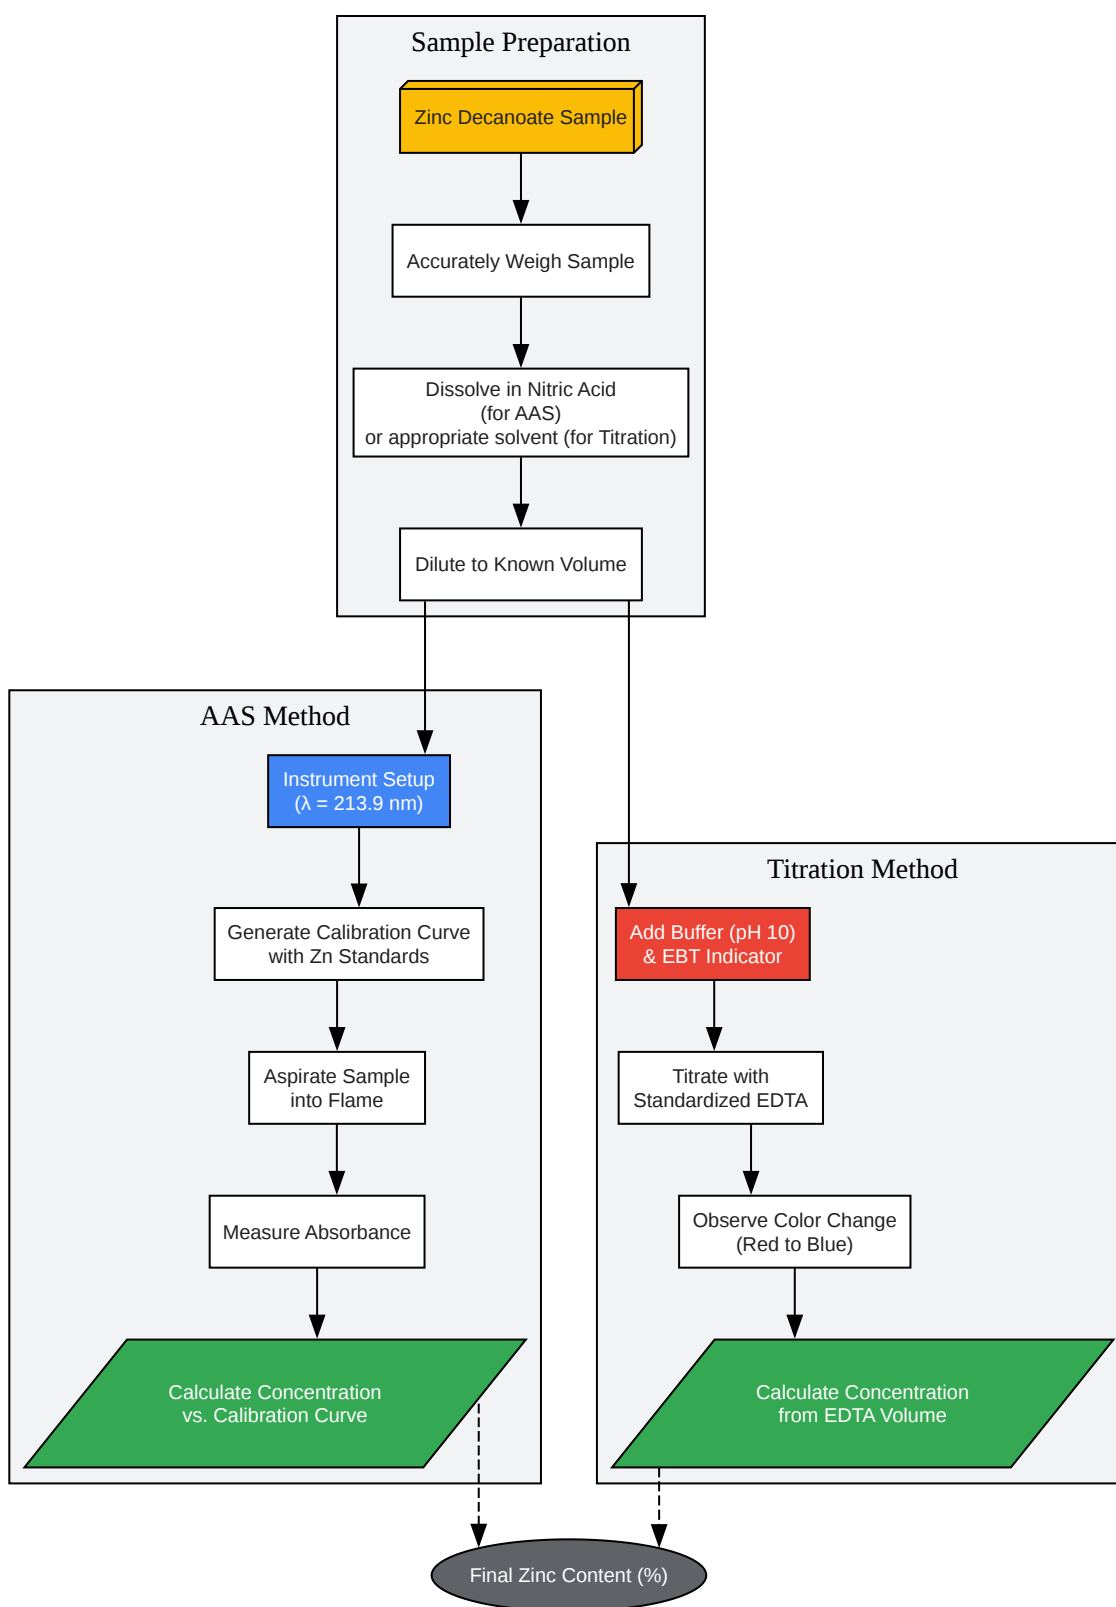 Sample Preparation
Zinc Decanoate Sample
Accurately Weigh Sample
Dissolve in Nitric Acid
(for AAS)
or appropriate solvent (for Titration)
Dilute to Known Volume
AAS Method
Instrument Setup
(λ = 213.9 nm)
Generate Calibration Curve
with Zn Standards
Aspirate Sample
into Flame
Measure Absorbance
Calculate Concentration
vs. Calibration Curve
Titration Method
Add Buffer (pH 10)
& EBT Indicator
Titrate with
Standardized EDTA
Observe Color Change
(Red to Blue)
Calculate Concentration
from EDTA Volume
Final Zinc Content (%)